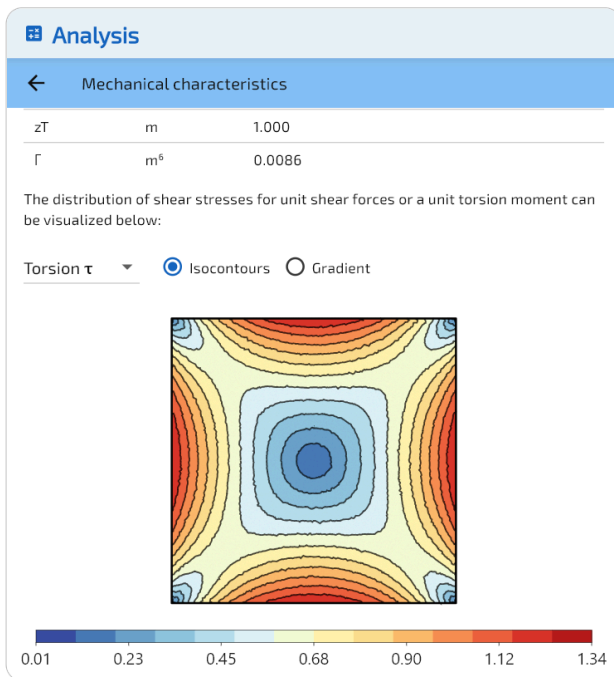 Analysis
Mechanical characteristics
zT m 1.000
Γ m⁶ 0.0086
The distribution of shear stresses for unit shear forces or a unit torsion moment can
be visualized below:
Torsion τ Isocontours Gradient
0.01 0.23 0.45 0.68 0.90 1.12 1.34